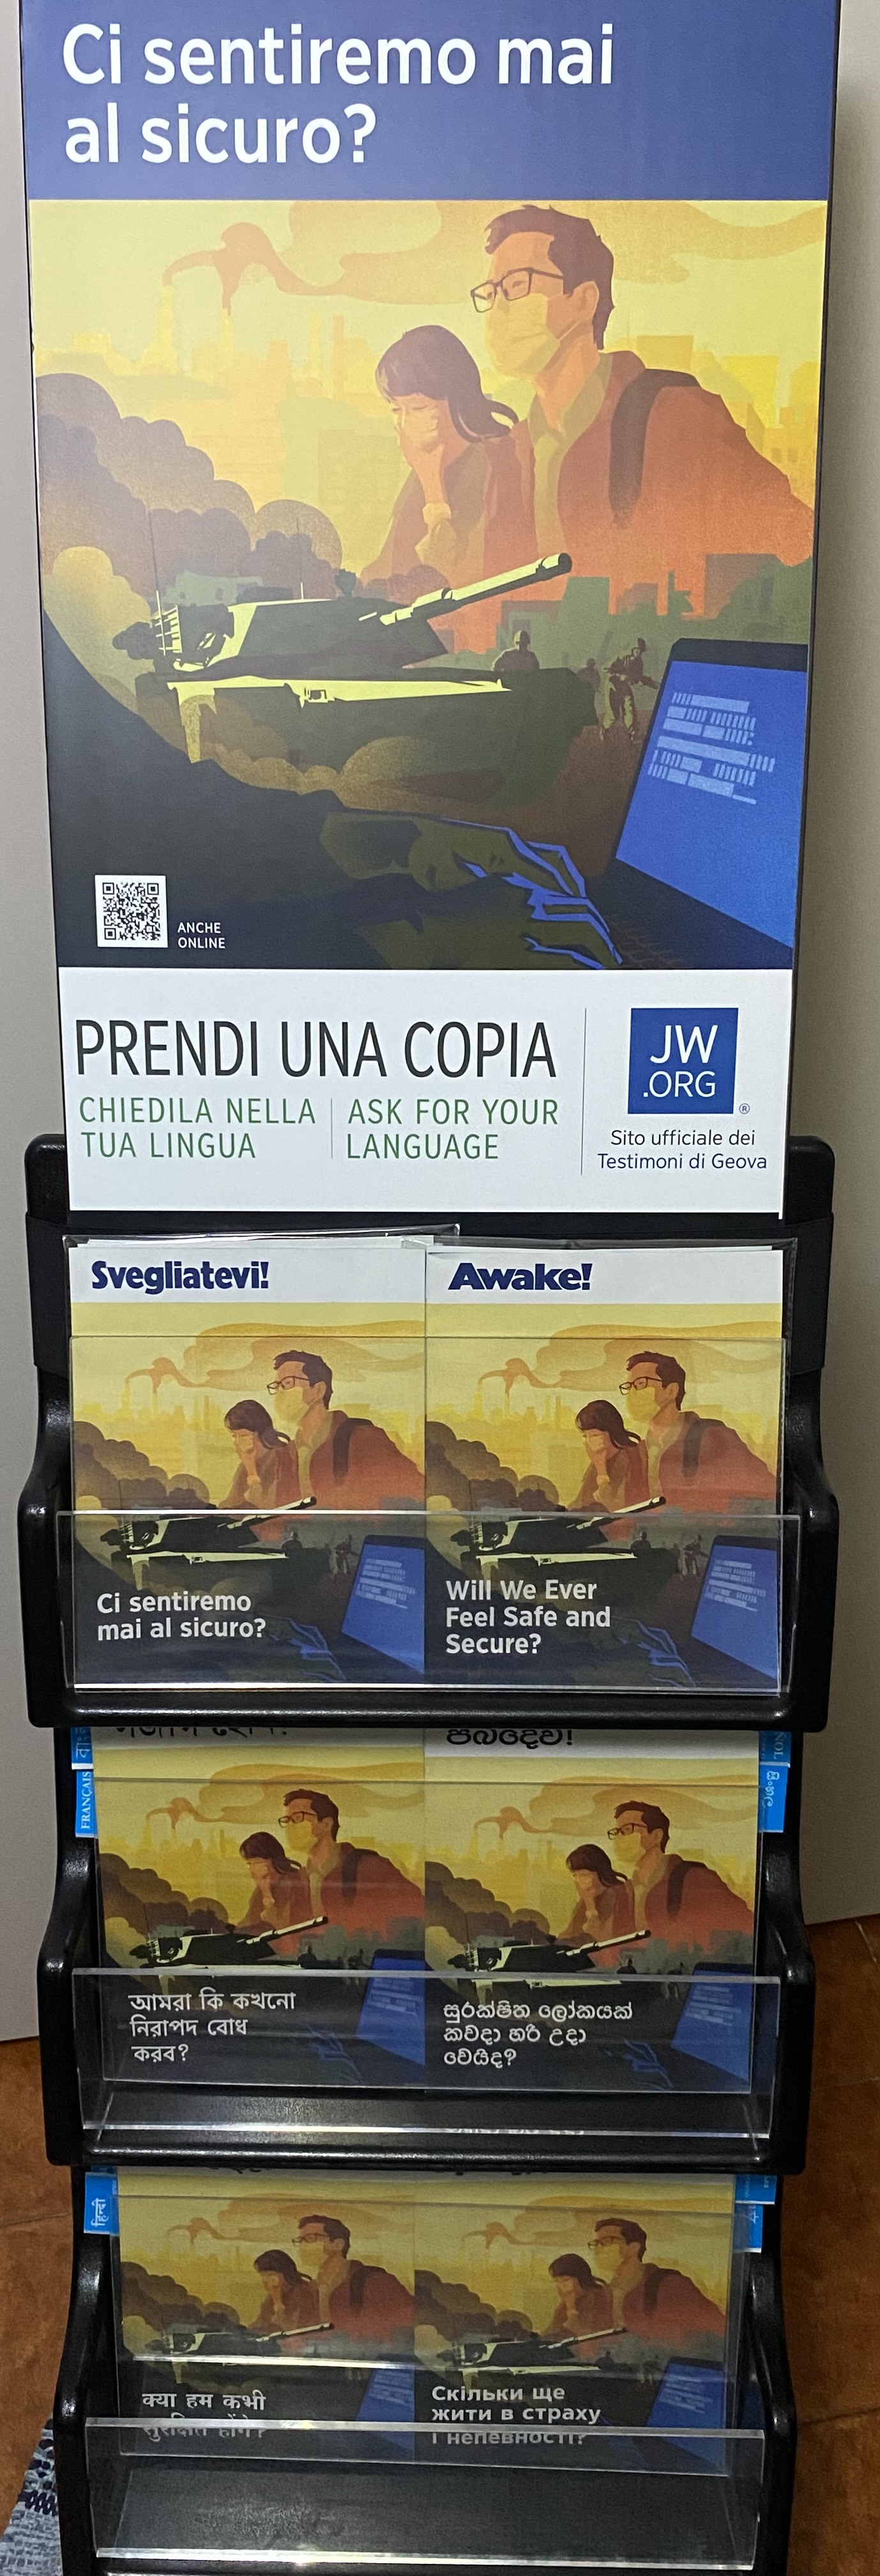 Ci sentiremo mai
al sicuro?
ANCHE
ONLINE
PRENDI UNA COPIA
CHIEDILA NELLA
TUA LINGUA
ASK FOR YOUR
LANGUAGE
JW
.ORG
®
Sito ufficiale dei
Testimoni di Geova
Svegliatevi!
Awake!
Ci sentiremo
mai al sicuro?
Will We Ever
Feel Safe and
Secure?
පිබිදෙව්!
FRANÇAIS
আমরা কি কখনো
নিরাপদ বোধ
করব?
සුරක්ෂිත ලෝකයක්
කවදා හරි උදා
වෙයිද?
हिन्दी
क्या हम कभी
सुरक्षित होंगे?
Скільки ще
жити в страху
і непевності?